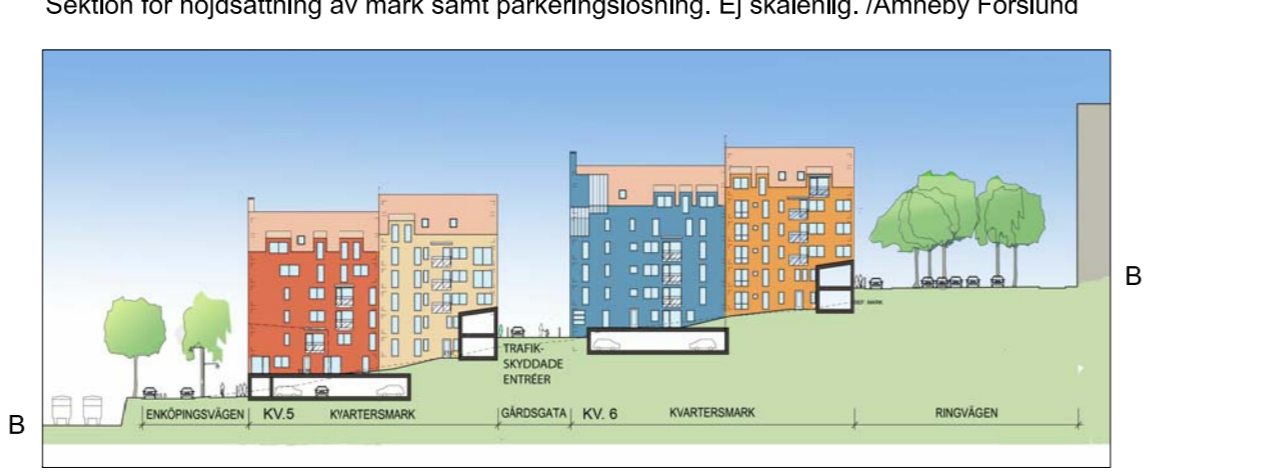 Sektion för höjdsättning av mark samt parkeringslösning. Ej skalenlig. /Arnneby Forslund
B
TRAFIK-
SKYDDADE
ENTRÉER
ENKÖPINGSVÄGEN KV.5 KVARTERSMARK GÅRDSGATA KV. 6 KVARTERSMARK RINGVÄGEN
B